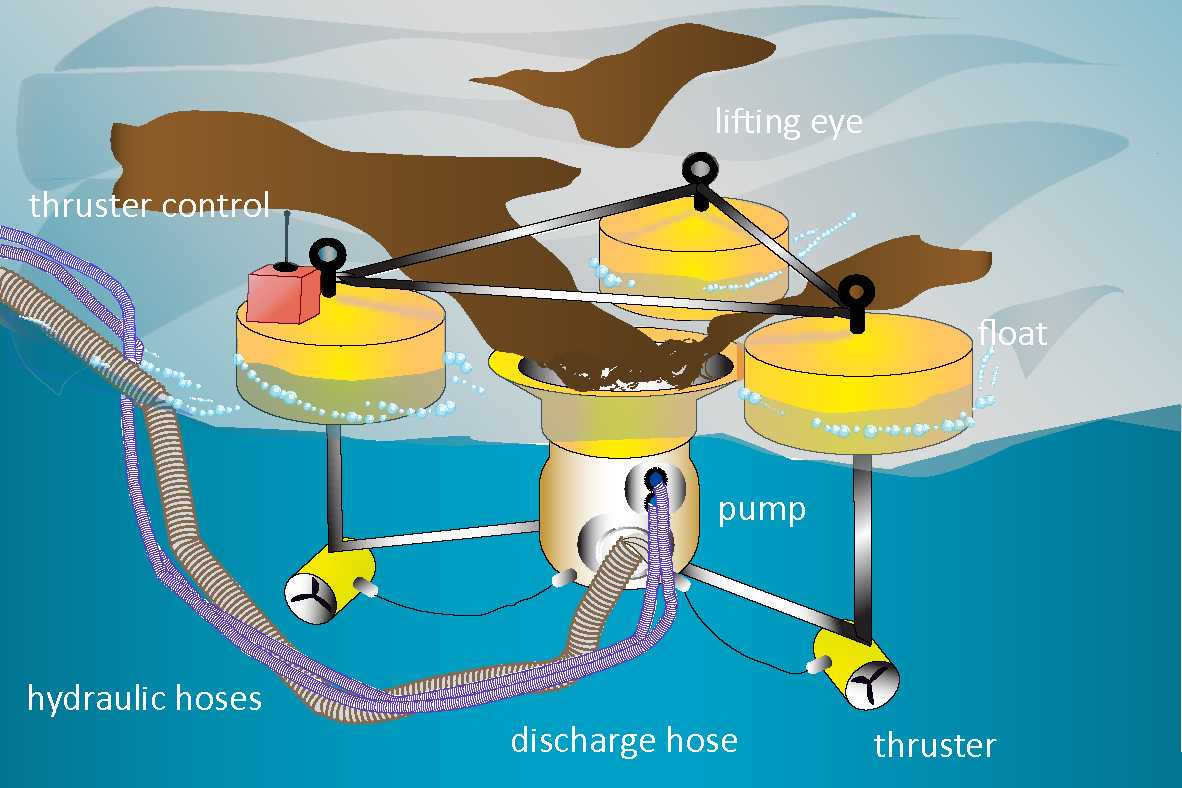 lifting eye
thruster control
float
pump
hydraulic hoses
discharge hose
thruster